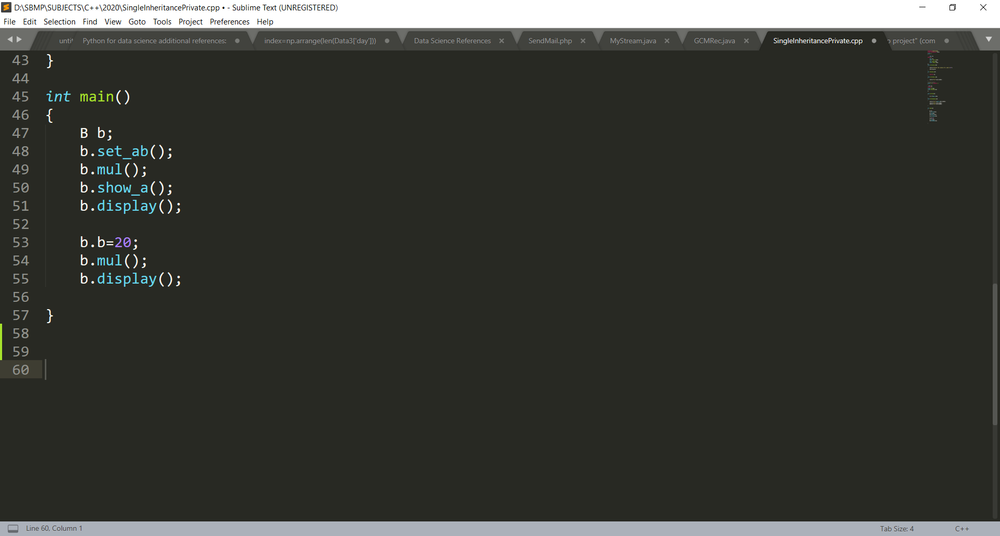 D:\SBMP\SUBJECTS\C++\2020\SingleInheritancePrivate.cpp • - Sublime Text (UNREGISTERED)
File Edit Selection Find View Goto Tools Project Preferences Help
Python for data science additional references: index=np.arrange(len(Data3['day'])) Data Science References SendMail.php MyStream.java GCMRec.java SingleInheritancePrivate.cpp project" (com
43 }
44
45 int main()
46 {
47 B b;
48 b.set_ab();
49 b.mul();
50 b.show_a();
51 b.display();
52
53 b.b=20;
54 b.mul();
55 b.display();
56
57 }
58
59
60
Line 60, Column 1 Tab Size: 4 C++